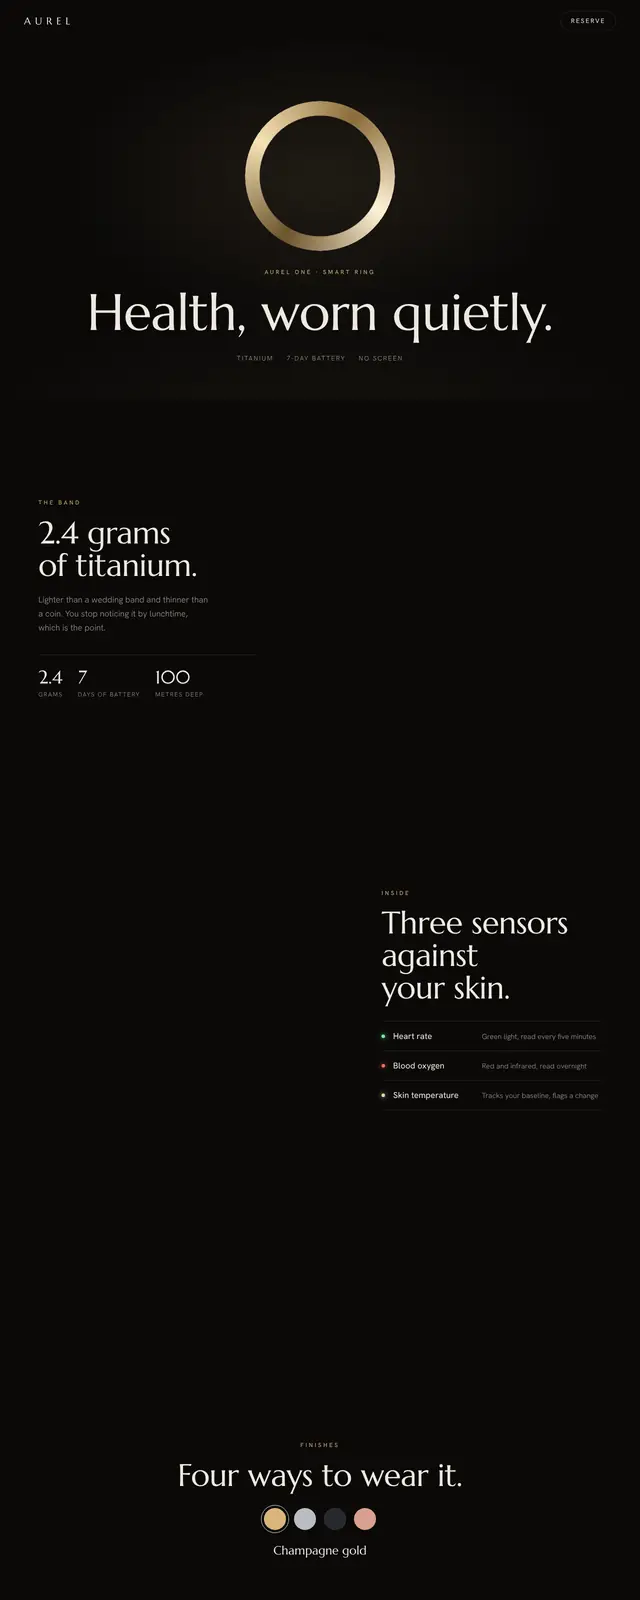 AUREL
RESERVE
AUREL ONE · SMART RING
Health, worn quietly.
TITANIUM 7-DAY BATTERY NO SCREEN
THE BAND
2.4 grams
of titanium.
Lighter than a wedding band and thinner than
a coin. You stop noticing it by lunchtime,
which is the point.
2.4 7 100
GRAMS DAYS OF BATTERY METRES DEEP
INSIDE
Three sensors
against
your skin.
Heart rate Green light, read every five minutes
Blood oxygen Red and infrared, read overnight
Skin temperature Tracks your baseline, flags a change
FINISHES
Four ways to wear it.
Champagne gold